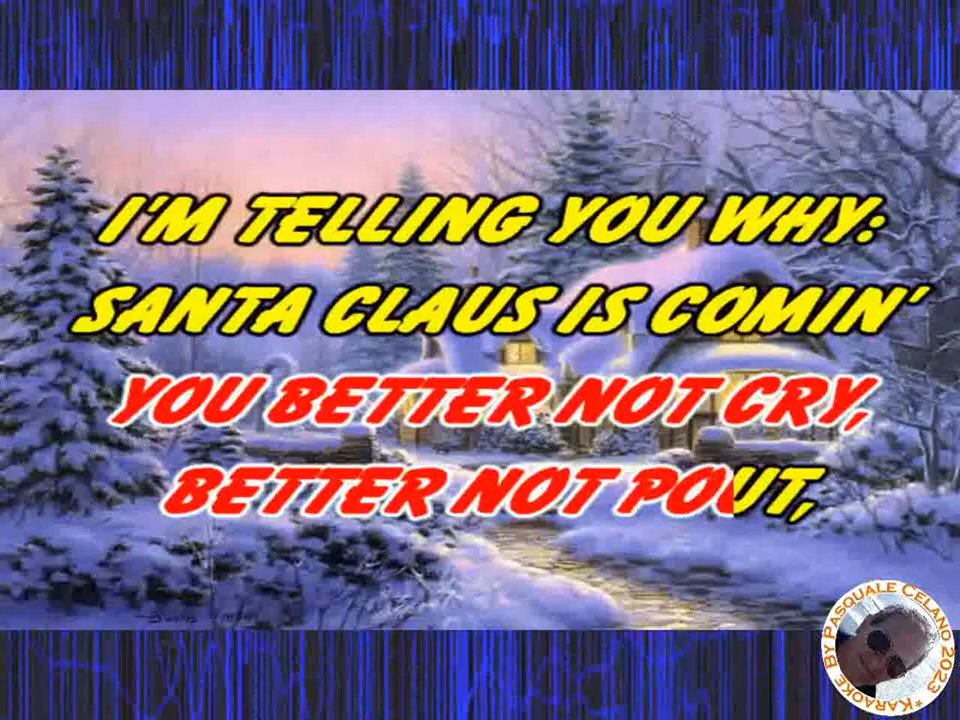 I'M TELLING YOU WHY:
SANTA CLAUS IS COMIN'
YOU BETTER NOT CRY,
BETTER NOT POUT,
*KARAOKE BY PASQUALE CELANO 2023